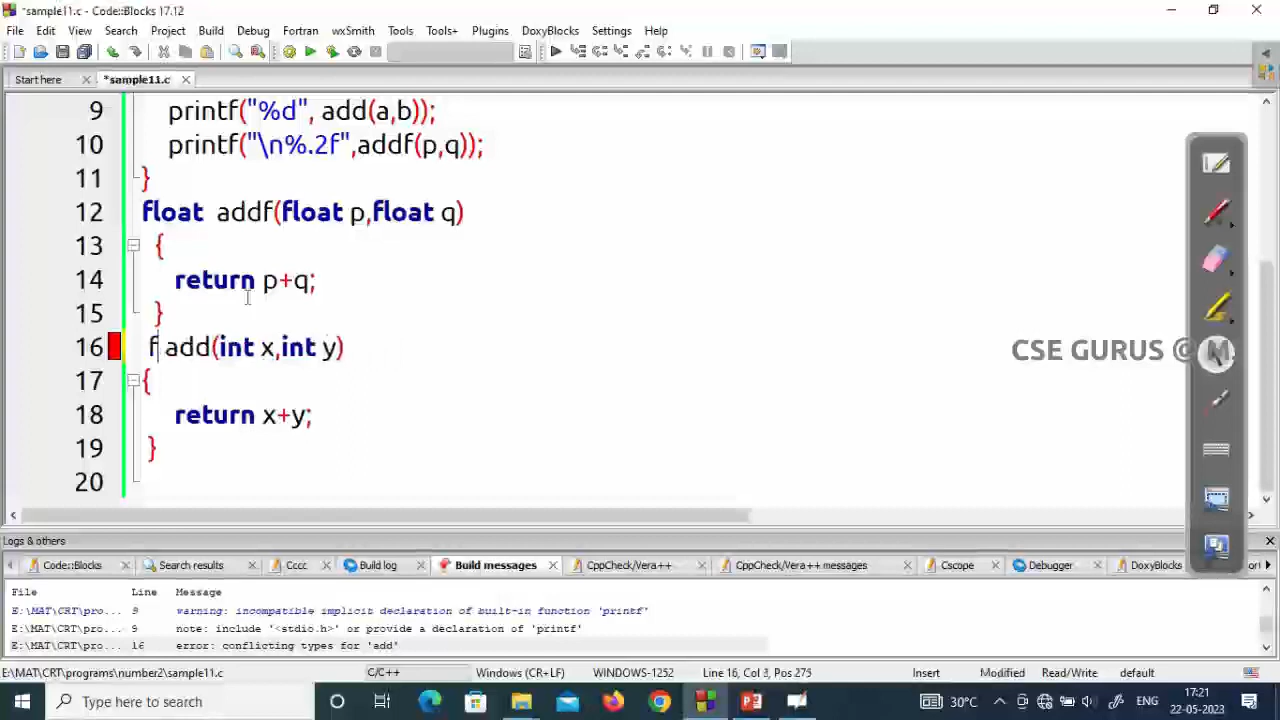 *sample11.c - Code::Blocks 17.12
File Edit View Search Project Build Debug Fortran wxSmith Tools Tools+ Plugins DoxyBlocks Settings Help
Start here *sample11.c
9 printf("%d", add(a,b));
10 printf("\n%.2f",addf(p,q));
11 }
12 float addf(float p,float q)
13 {
14 return p+q;
15 }
16 f add(int x,int y)
17 {
18 return x+y;
19 }
20
CSE GURUS @ M
Logs & others
Code::Blocks Search results Cccc Build log Build messages CppCheck/Vera++ CppCheck/Vera++ messages Cscope Debugger DoxyBlocks
File Line Message
E:\MAT\CRT\pro... 9 warning: incompatible implicit declaration of built-in function 'printf'
E:\MAT\CRT\pro... 9 note: include '<stdio.h>' or provide a declaration of 'printf'
E:\MAT\CRT\pro... 16 error: conflicting types for 'add'
E:\MAT\CRT\programs\number2\sample11.c C/C++ Windows (CR+LF) WINDOWS-1252 Line 16, Col 3, Pos 275 Insert Modified Read/Write default
Type here to search 30°C ENG 17:21
22-05-2023